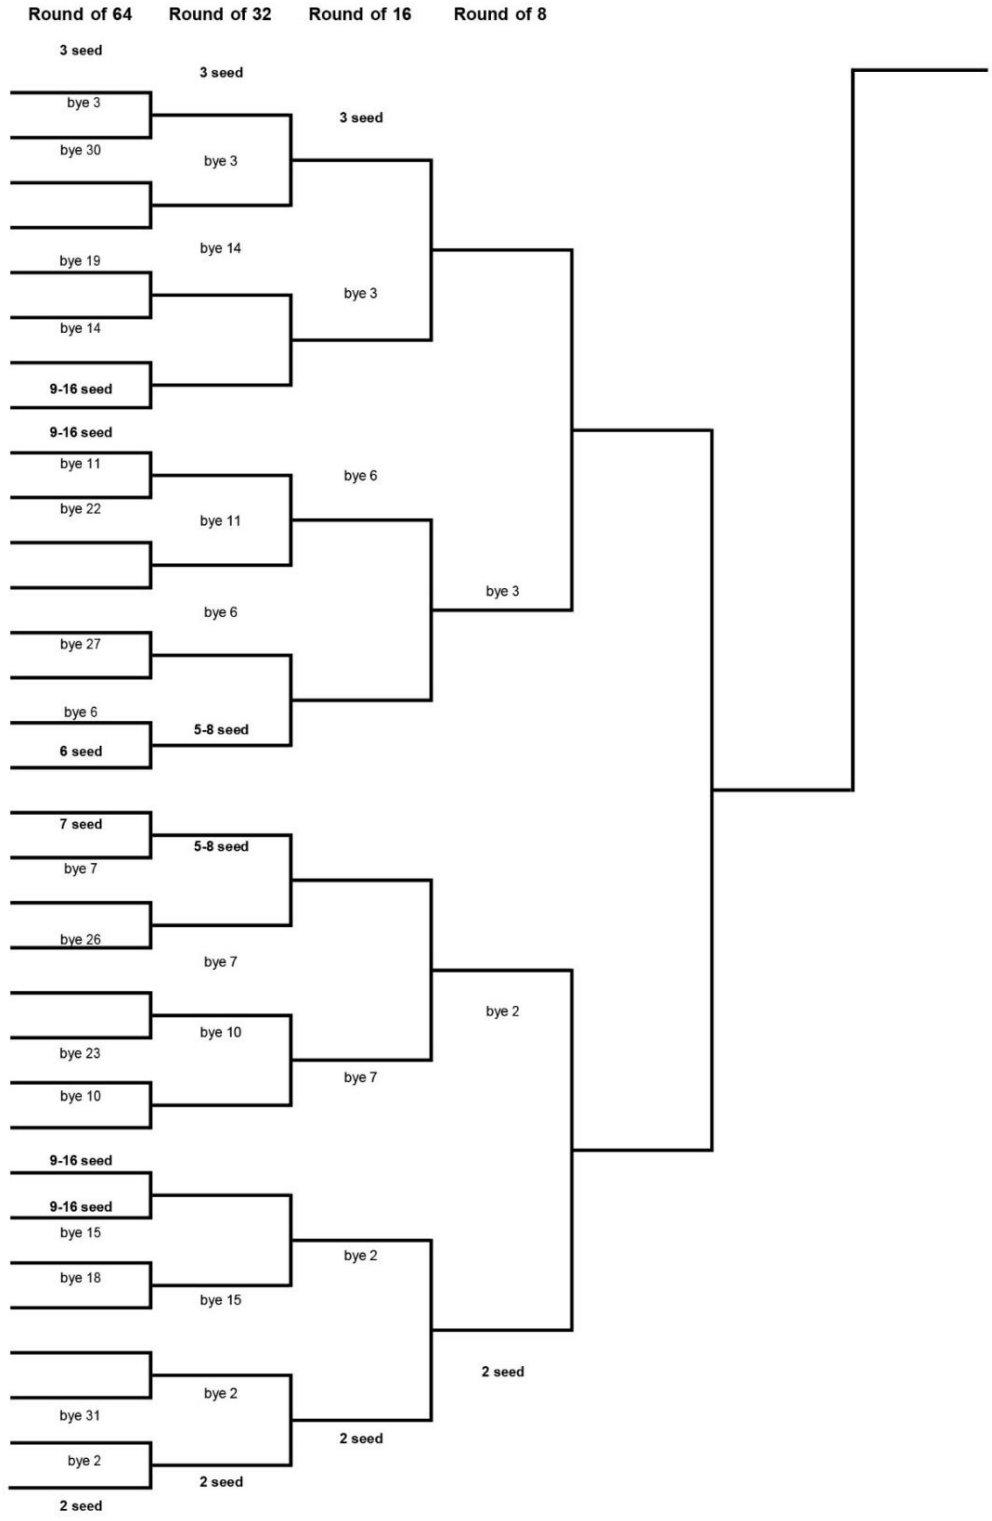 Round of 64 Round of 32 Round of 16 Round of 8
3 seed
3 seed
bye 3
3 seed
bye 30
bye 3
bye 14
bye 19
bye 3
bye 14
9-16 seed
9-16 seed
bye 11
bye 6
bye 22
bye 11
bye 3
bye 6
bye 27
bye 6
5-8 seed
6 seed
7 seed
5-8 seed
bye 7
bye 26
bye 7
bye 2
bye 10
bye 23
bye 7
bye 10
9-16 seed
9-16 seed
bye 15
bye 2
bye 18
bye 15
2 seed
bye 2
bye 31
2 seed
bye 2
2 seed
2 seed